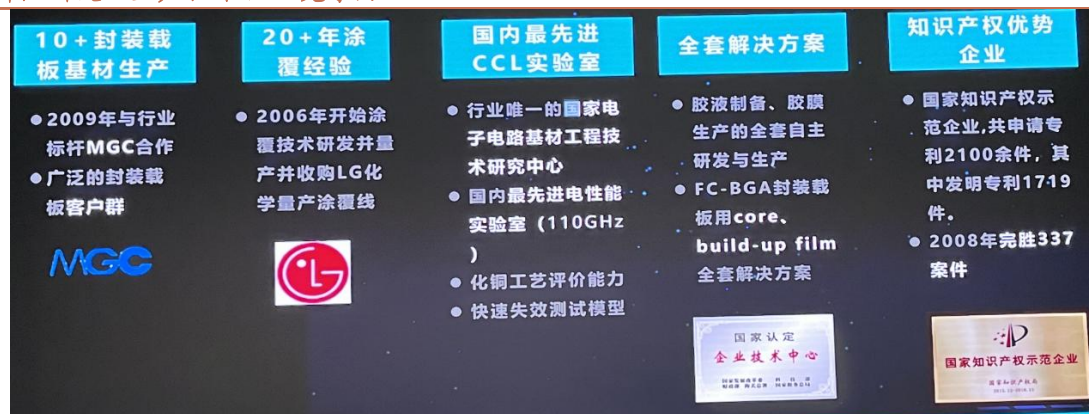 10+封装载
板基材生产
●2009年与行业
标杆MGC合作
●广泛的封装载
板客户群
MGC
20+年涂
覆经验
● 2006年开始涂
覆技术研发并量
产并收购LG化
学量产涂覆线
LG
国内最先进
CCL实验室
● 行业唯一的国家电
子电路基材工程技
术研究中心
● 国内最先进电性能
实验室（110GHz
）
● 化铜工艺评价能力
● 快速失效测试模型
全套解决方案
● 胶液制备、胶膜
生产的全套自主
研发与生产
● FC-BGA封装载
板用core、
build-up film
全套解决方案
国家认定
企业技术中心
知识产权优势
企业
● 国家知识产权示
范企业,共申请专
利2100余件，其
中发明专利1719
件。
● 2008年完胜337
案件
国家知识产权示范企业
国家知识产权局